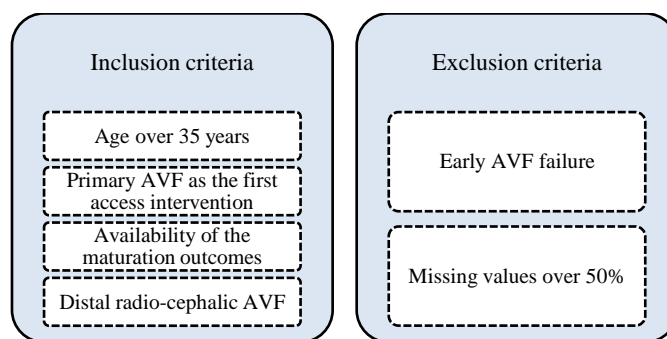 Inclusion criteria
Age over 35 years
Primary AVF as the first
access intervention
Availability of the
maturation outcomes
Distal radio-cephalic AVF
Exclusion criteria
Early AVF failure
Missing values over 50%